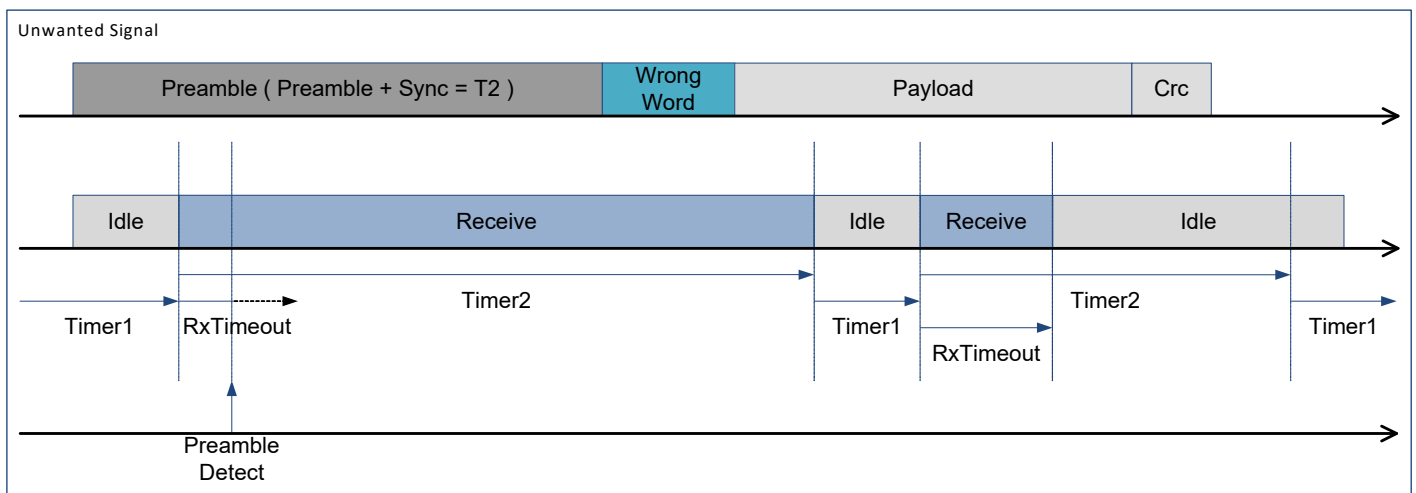 Unwanted Signal
Preamble ( Preamble + Sync = T2 )
Wrong
Word
Payload
Crc
Idle
Receive
Idle
Receive
Idle
Timer2
Timer2
Timer1
RxTimeout
Timer1
Timer1
RxTimeout
Preamble
Detect